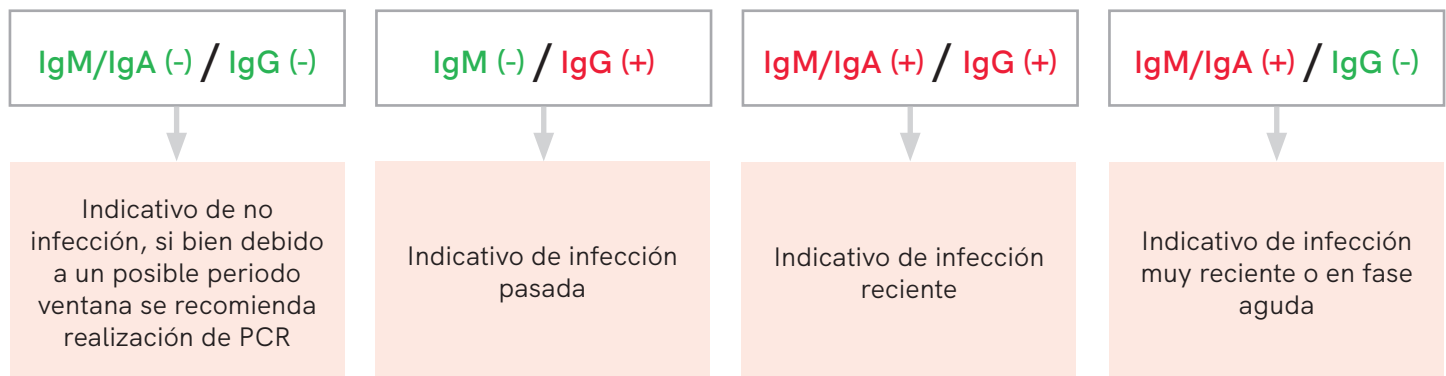 IgM/IgA (-) / IgG (-)
Indicativo de no
infección, si bien debido
a un posible periodo
ventana se recomienda
realización de PCR
IgM (-) / IgG (+)
Indicativo de infección
pasada
IgM/IgA (+) / IgG (+)
Indicativo de infección
reciente
IgM/IgA (+) / IgG (-)
Indicativo de infección
muy reciente o en fase
aguda